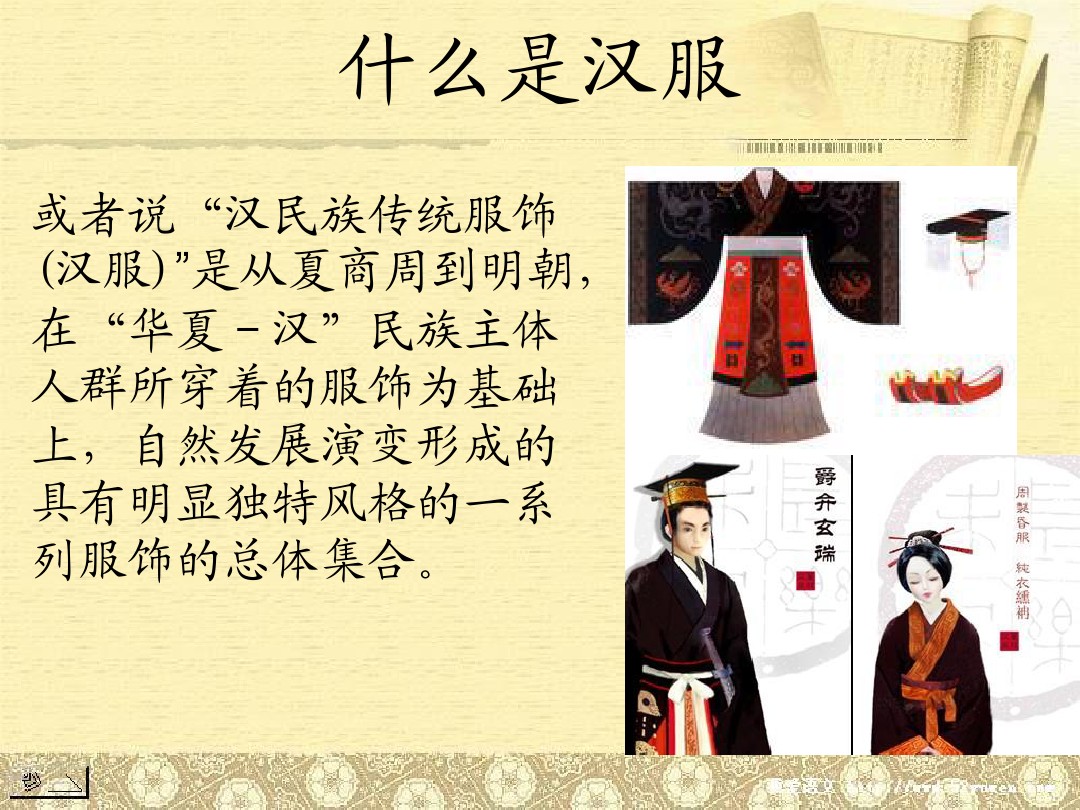 什么是汉服
或者说“汉民族传统服饰
(汉服)”是从夏商周到明朝，
在“华夏－汉”民族主体
人群所穿着的服饰为基础
上，自然发展演变形成的
具有明显独特风格的一系
列服饰的总体集合。
爵弁玄端
周製昏服 純衣纁袡